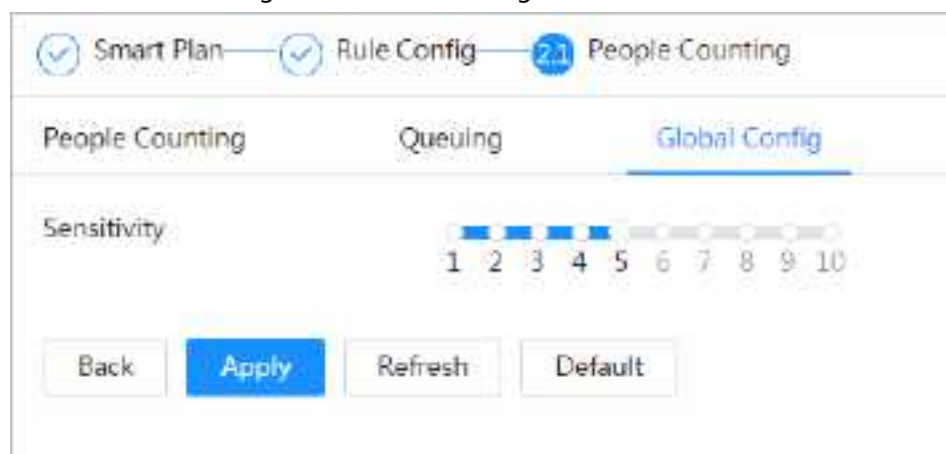 Smart Plan Rule Config 2.1 People Counting
People Counting Queuing Global Config
Sensitivity
1 2 3 4 5 6 7 8 9 10
Back Apply Refresh Default